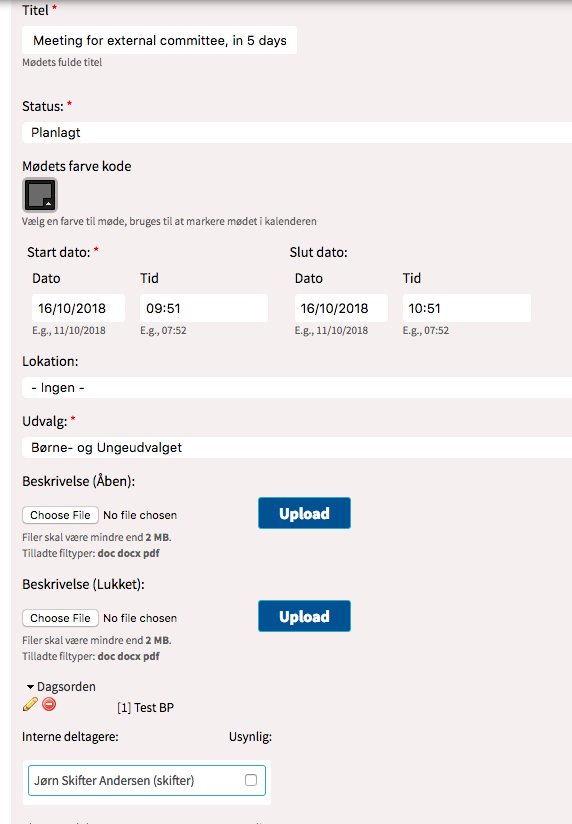 Titel *
Meeting for external committee, in 5 days
Mødets fulde titel
Status: *
Planlagt
Mødets farve kode
Vælg en farve til møde, bruges til at markere mødet i kalenderen
Start dato: * Slut dato:
Dato Tid Dato Tid
16/10/2018 09:51 16/10/2018 10:51
E.g., 11/10/2018 E.g., 07:52 E.g., 11/10/2018 E.g., 07:52
Lokation:
- Ingen -
Udvalg: *
Børne- og Ungeudvalget
Beskrivelse (Åben):
Choose File No file chosen Upload
Filer skal være mindre end 2 MB.
Tilladte filtyper: doc docx pdf
Beskrivelse (Lukket):
Choose File No file chosen Upload
Filer skal være mindre end 2 MB.
Tilladte filtyper: doc docx pdf
Dagsorden
[1] Test BP
Interne deltagere: Usynlig:
Jørn Skifter Andersen (skifter)